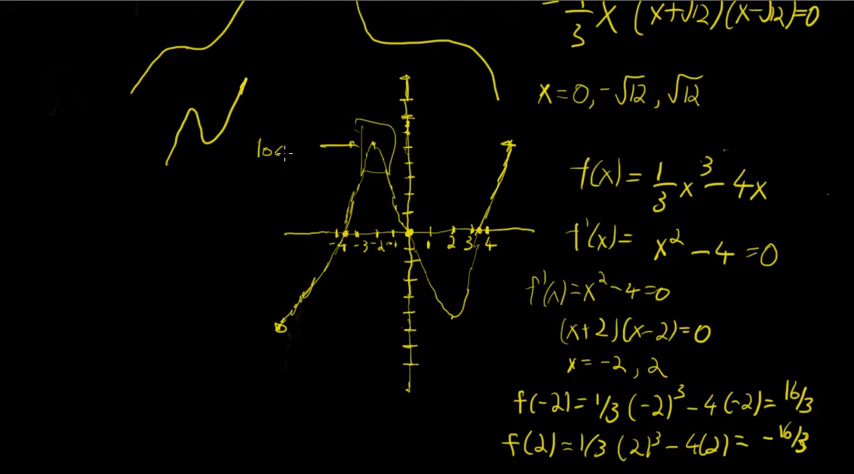 -1/3 x (x+√12)(x-√12)=0
x=0, -√12, √12
f(x)= 1/3 x³ - 4x
f'(x)= x² - 4 =0
f'(x)=x²-4=0
(x+2)(x-2)=0
x=-2, 2
f(-2)=1/3(-2)³-4(-2)=16/3
f(2)=1/3(2)³-4(2)=-16/3
loc
-4 -3 -2 -1 1 2 3 4